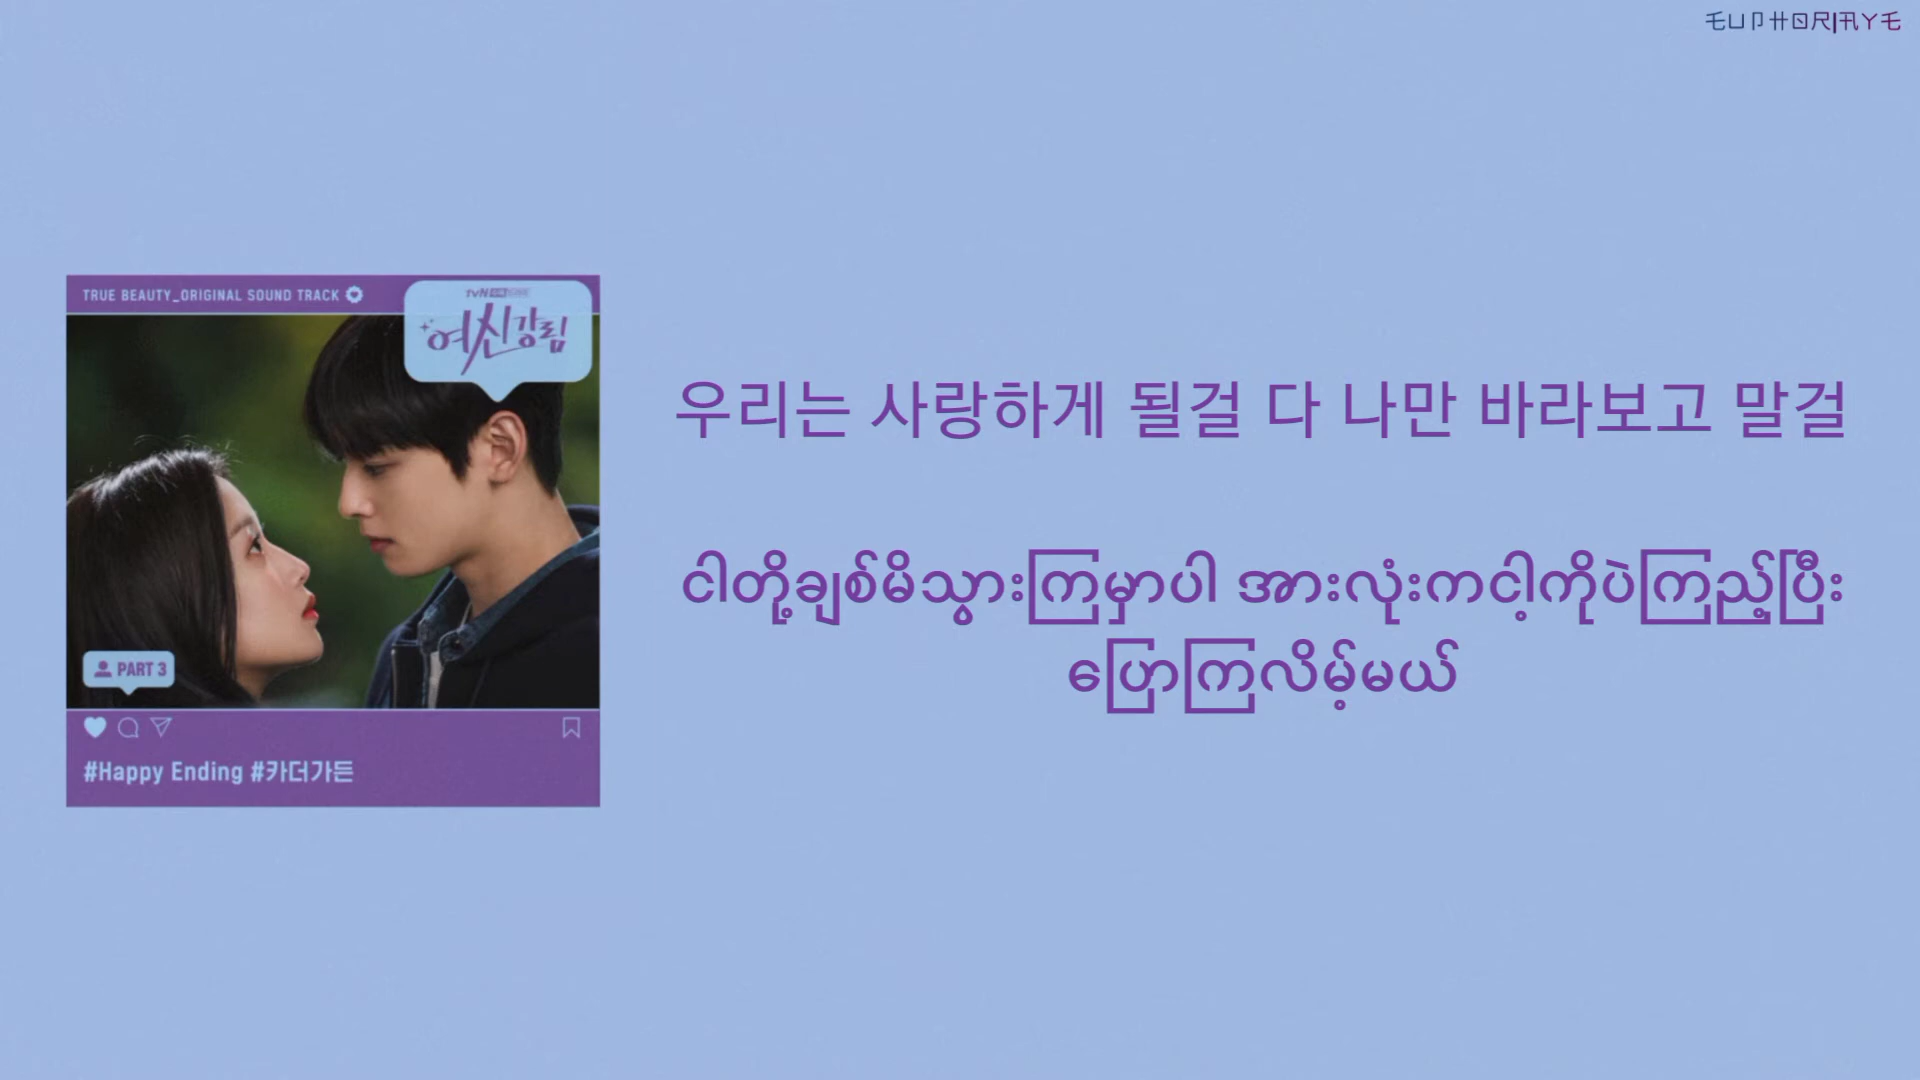 TRUE BEAUTY_ORIGINAL SOUND TRACK
tvN
여신강림
PART 3
#Happy Ending #카더가든
우리는 사랑하게 될걸 다 나만 바라보고 말걸
ငါတို့ချစ်မိသွားကြမှာပါ အားလုံးကငါ့ကိုပဲကြည့်ပြီး
ပြောကြလိမ့်မယ်